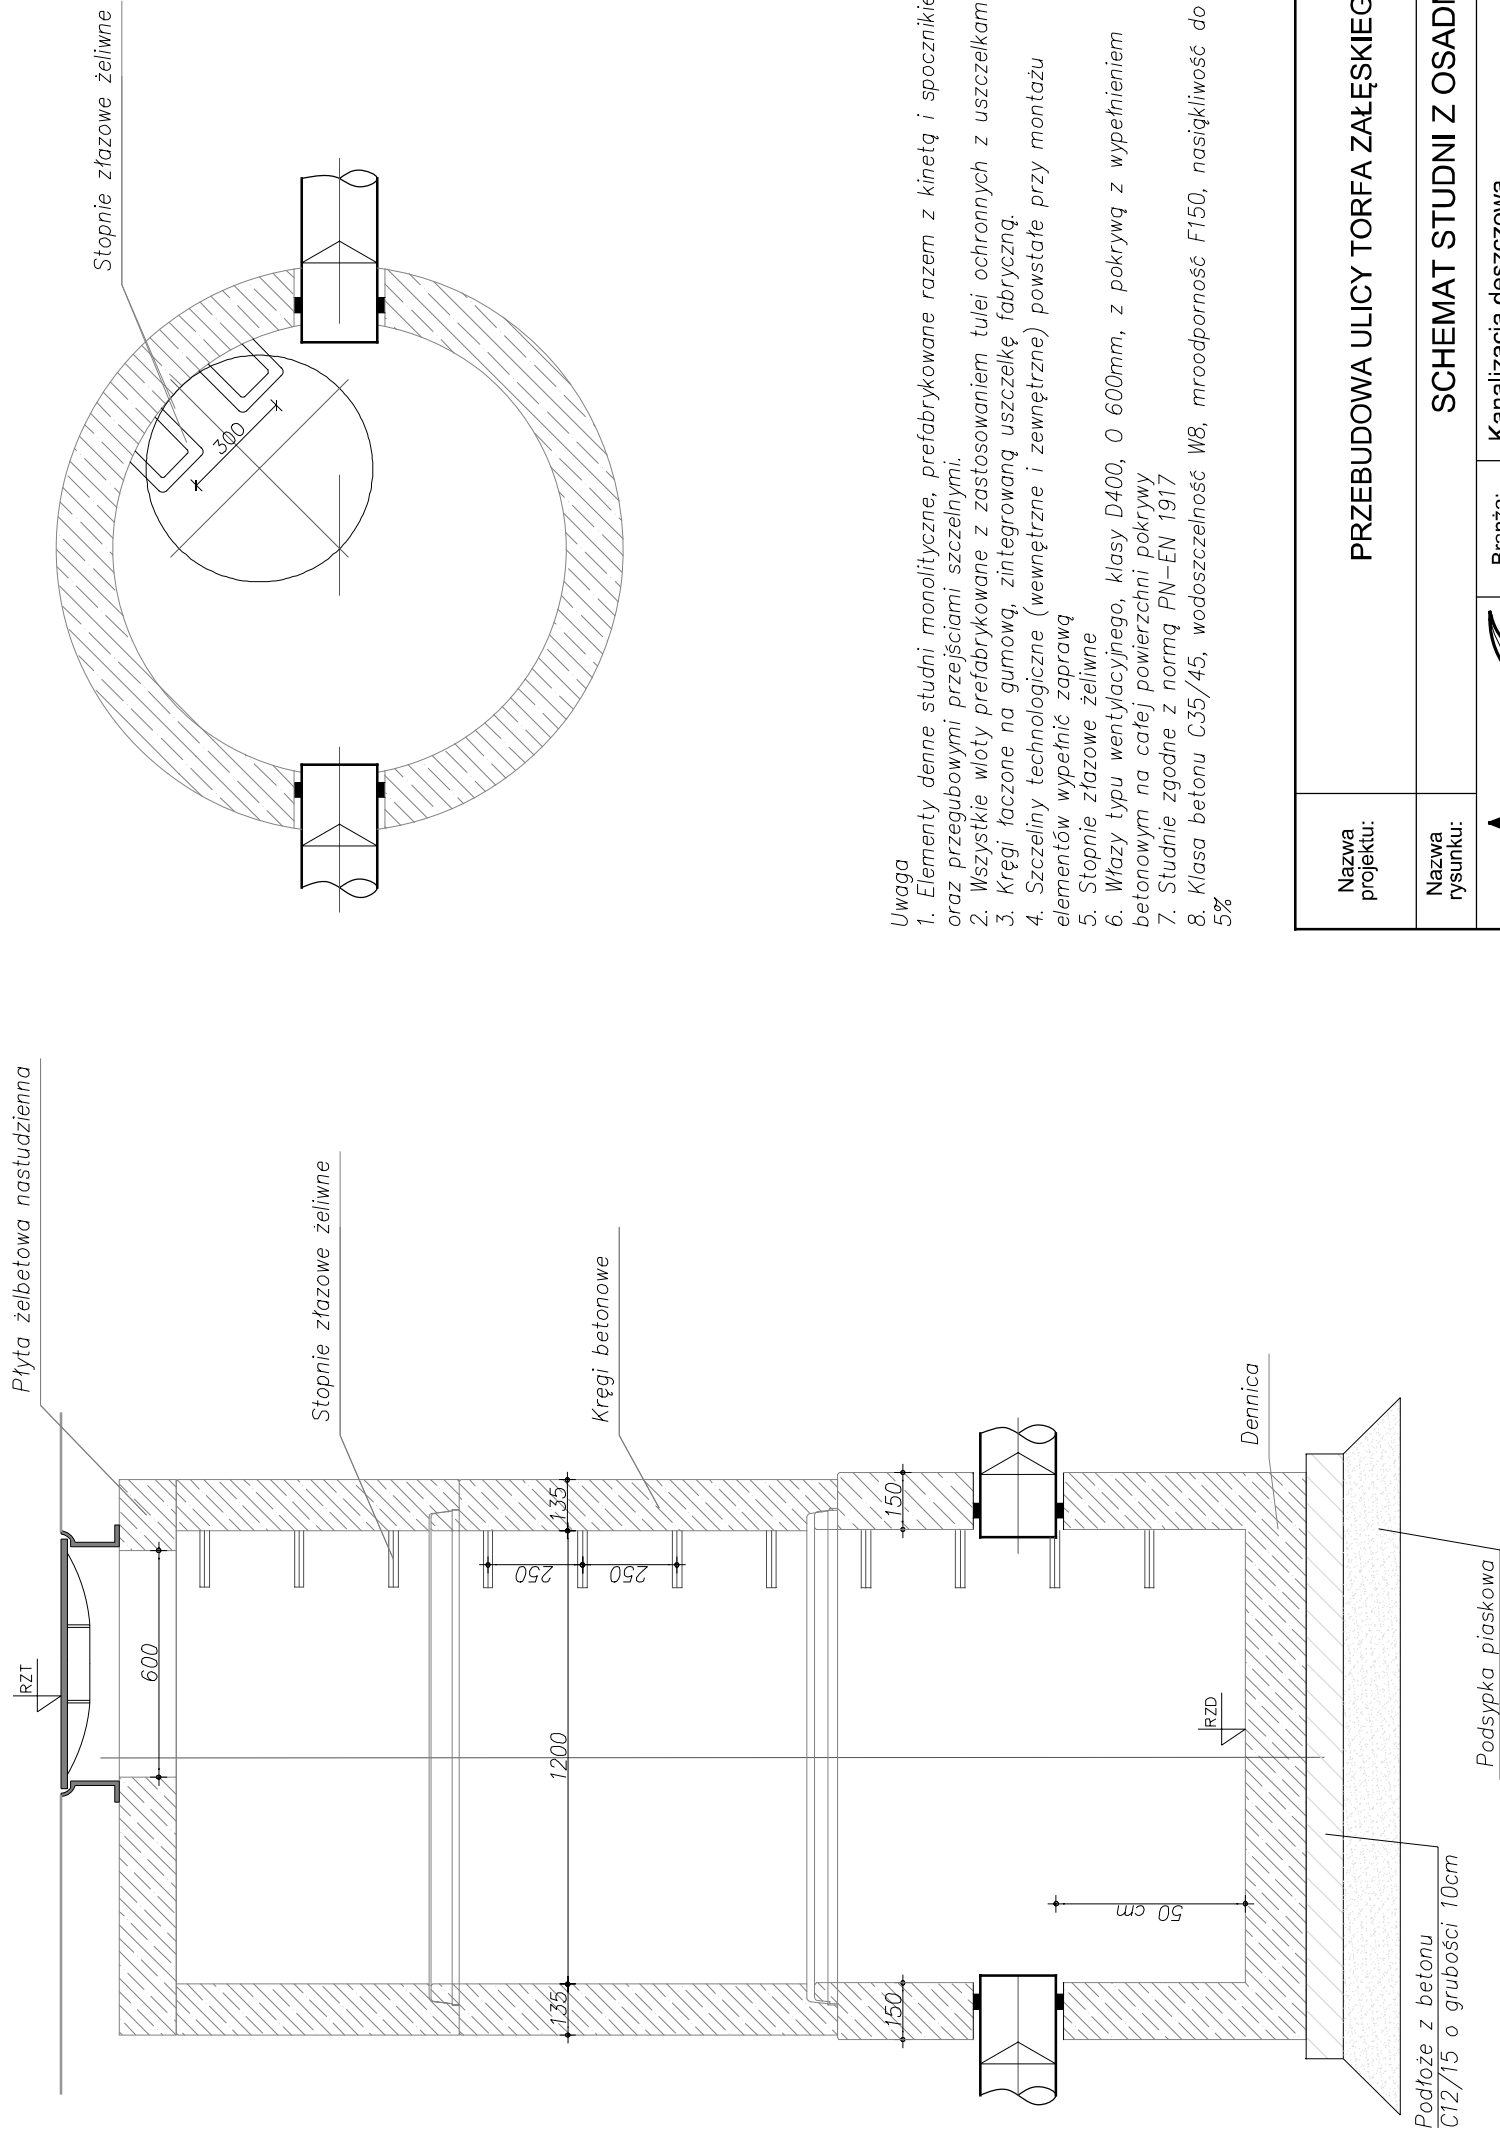 Płyta żelbetowa nastudzienna
Stopnie złazowe żeliwne
Kręgi betonowe
Dennica
Podsypka piaskowa
Podłoże z betonu
C12/15 o grubości 10cm
RZT
600
250
250
135
1200
135
150
150
RZD
50 cm
Stopnie złazowe żeliwne
300
Uwaga
1. Elementy denne studni monolityczne, prefabrykowane razem z kinetą i spocznikie
oraz przegubowymi przejściami szczelnymi.
2. Wszystkie wloty prefabrykowane z zastosowaniem tulei ochronnych z uszczelkam
3. Kręgi łaczone na gumową, zintegrowaną uszczelkę fabryczną.
4. Szczeliny technologiczne (wewnętrzne i zewnętrzne) powstałe przy montażu
elementów wypełnić zaprawą
5. Stopnie złazowe żeliwne
6. Włazy typu wentylacyjnego, klasy D400, O 600mm, z pokrywą z wypełnieniem
betonowym na całej powierzchni pokrywy
7. Studnie zgodne z normą PN-EN 1917
8. Klasa betonu C35/45, wodoszczelność W8, mroodporność F150, nasiąkliwość do
5%
Nazwa
projektu:
PRZEBUDOWA ULICY TORFA ZAŁĘSKIEG
Nazwa
rysunku:
SCHEMAT STUDNI Z OSADN
Branża:
Kanalizacja deszczowa